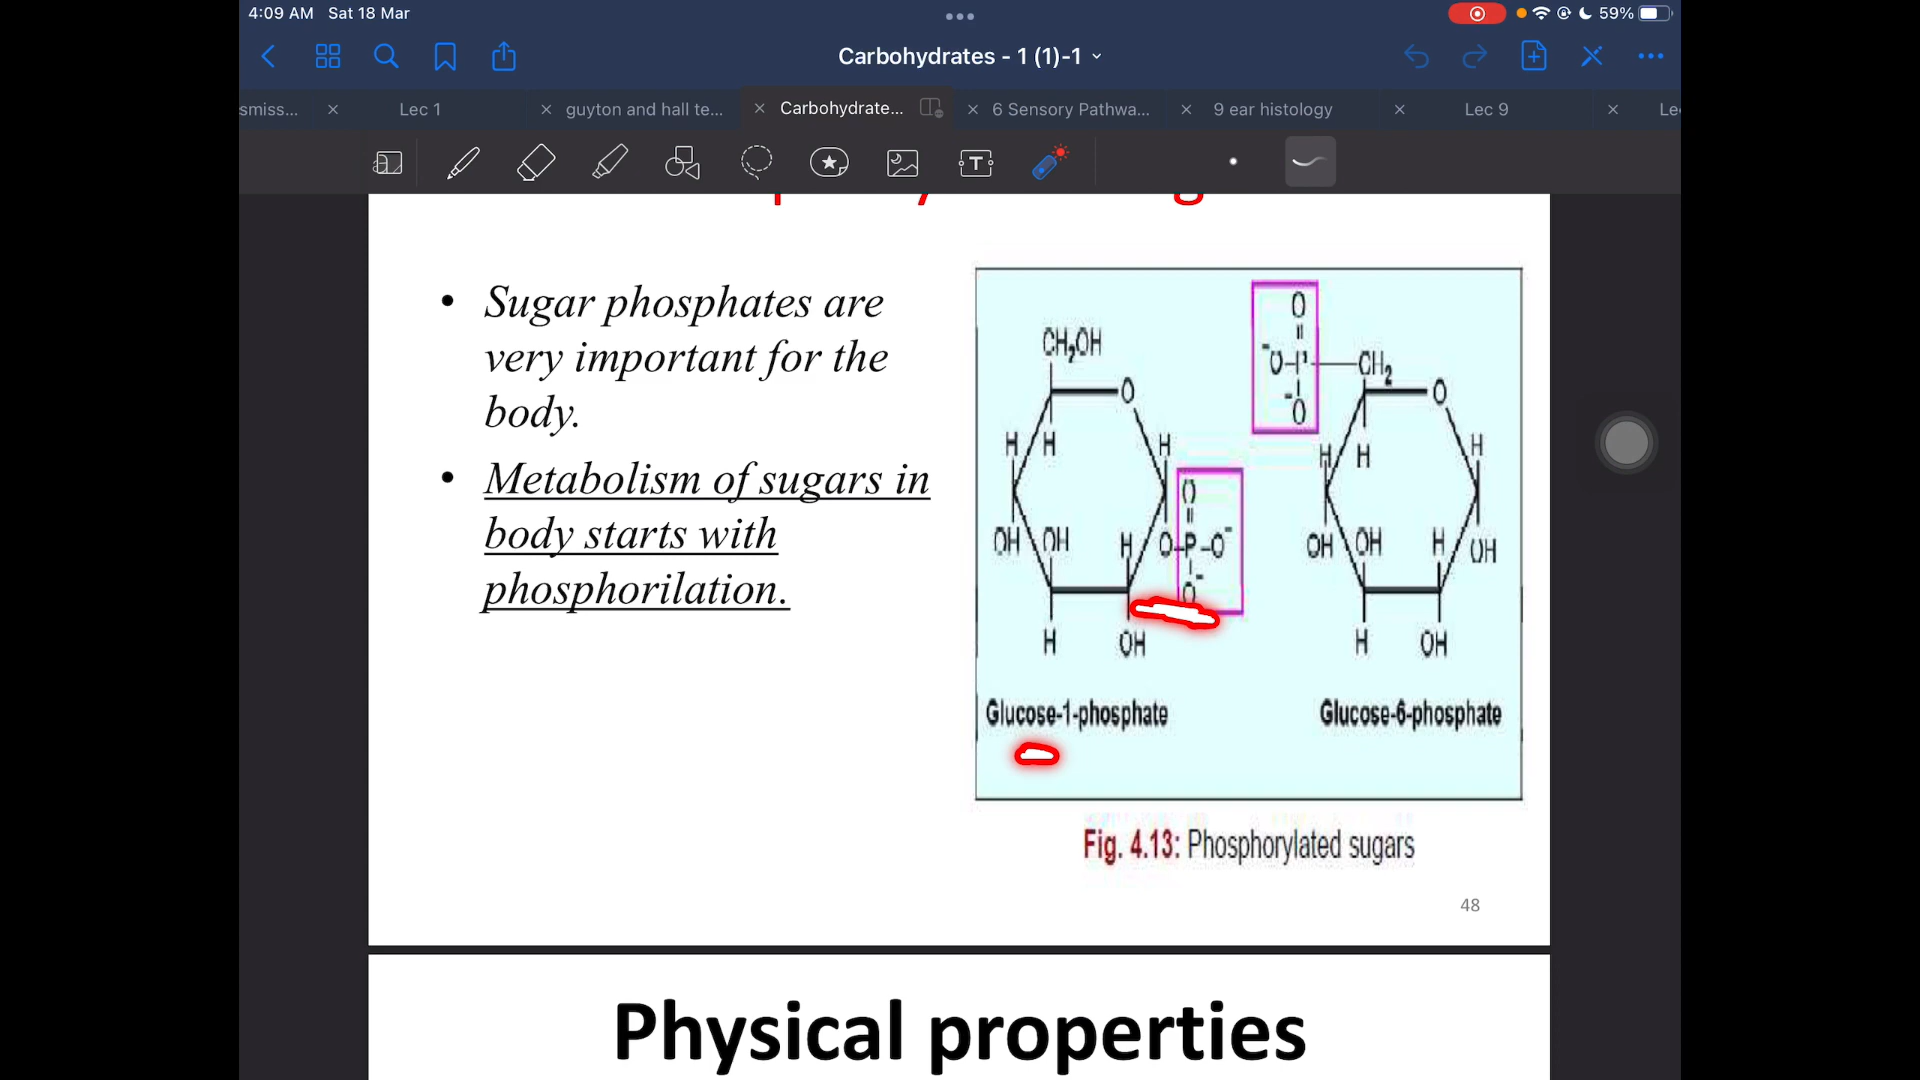 4:09 AM Sat 18 Mar
59%
Carbohydrates - 1 (1)-1
smiss...
Lec 1
guyton and hall te...
Carbohydrate...
6 Sensory Pathwa...
9 ear histology
Lec 9
Le
• Sugar phosphates are
very important for the
body.
• Metabolism of sugars in
body starts with
phosphorilation.
O
CH₂OH
⁻O-P
CH₂
⁻O
O
O
H H H
H H H
O
OH OH H O-P-O⁻
OH OH H OH
O⁻
H OH
H OH
Glucose-1-phosphate
Glucose-6-phosphate
Fig. 4.13: Phosphorylated sugars
48
Physical properties